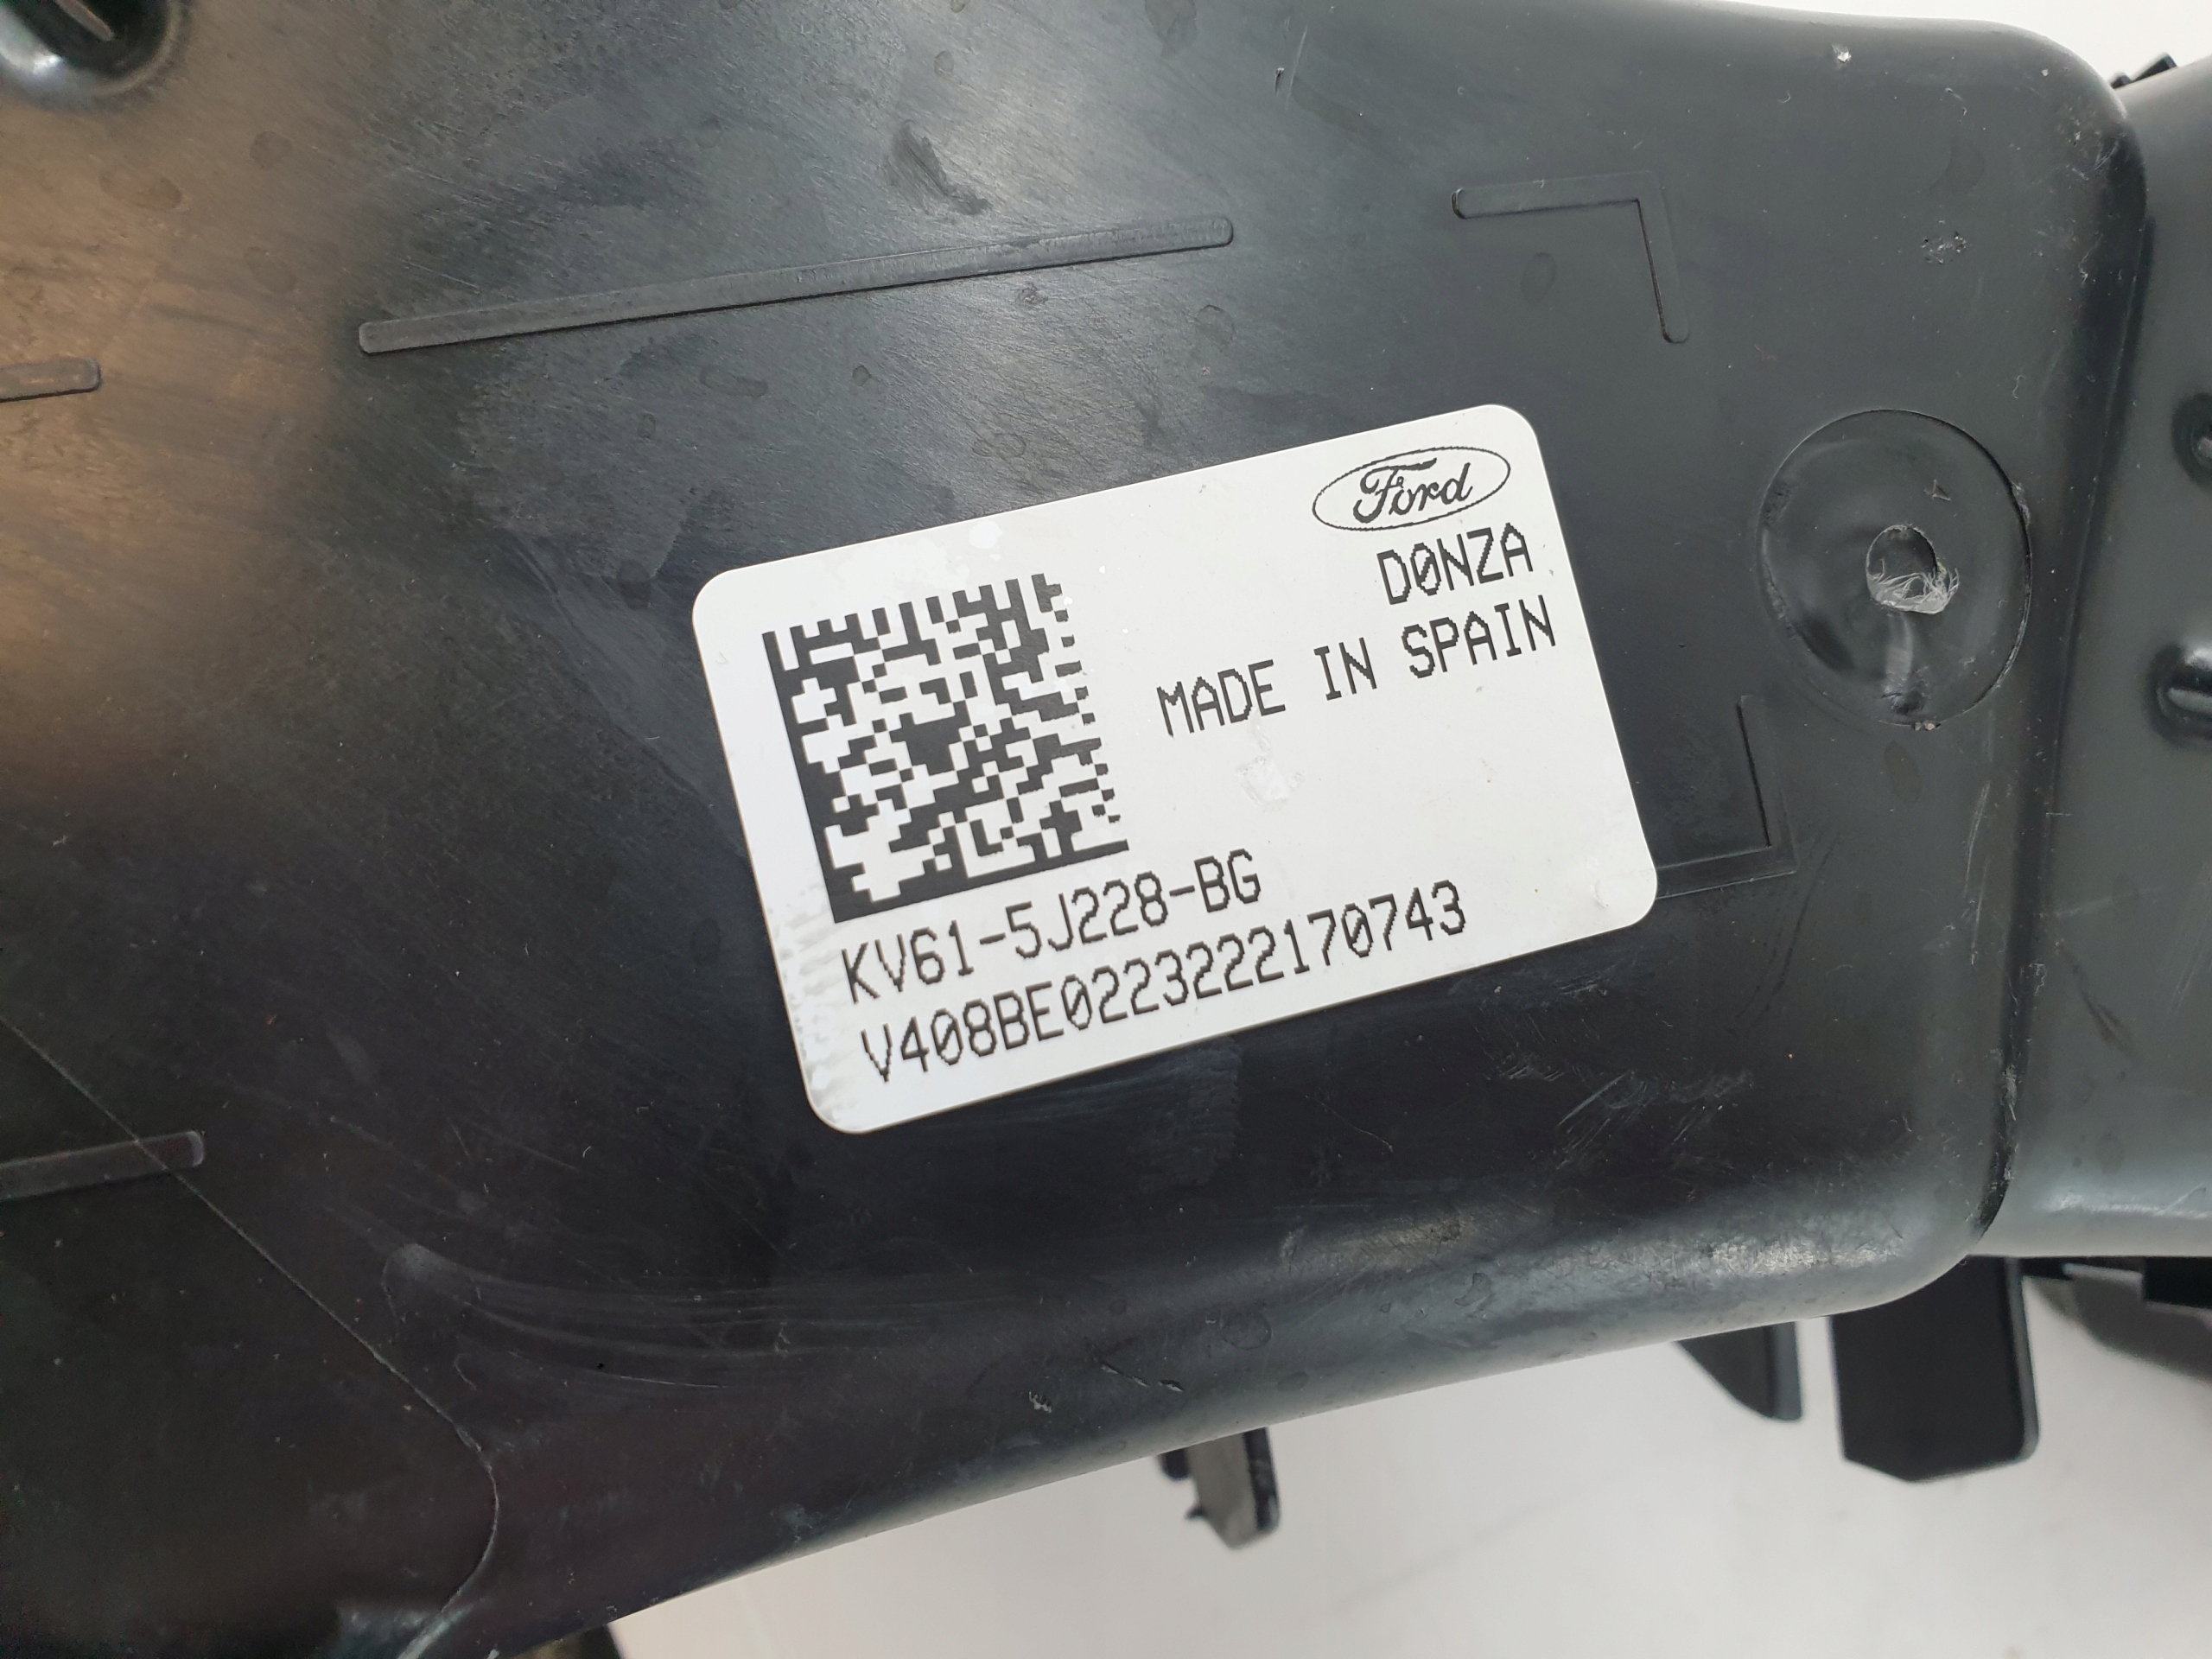 Ford
D0NZA
MADE IN SPAIN
KV61-5J228-BG
V408BE0223222170743